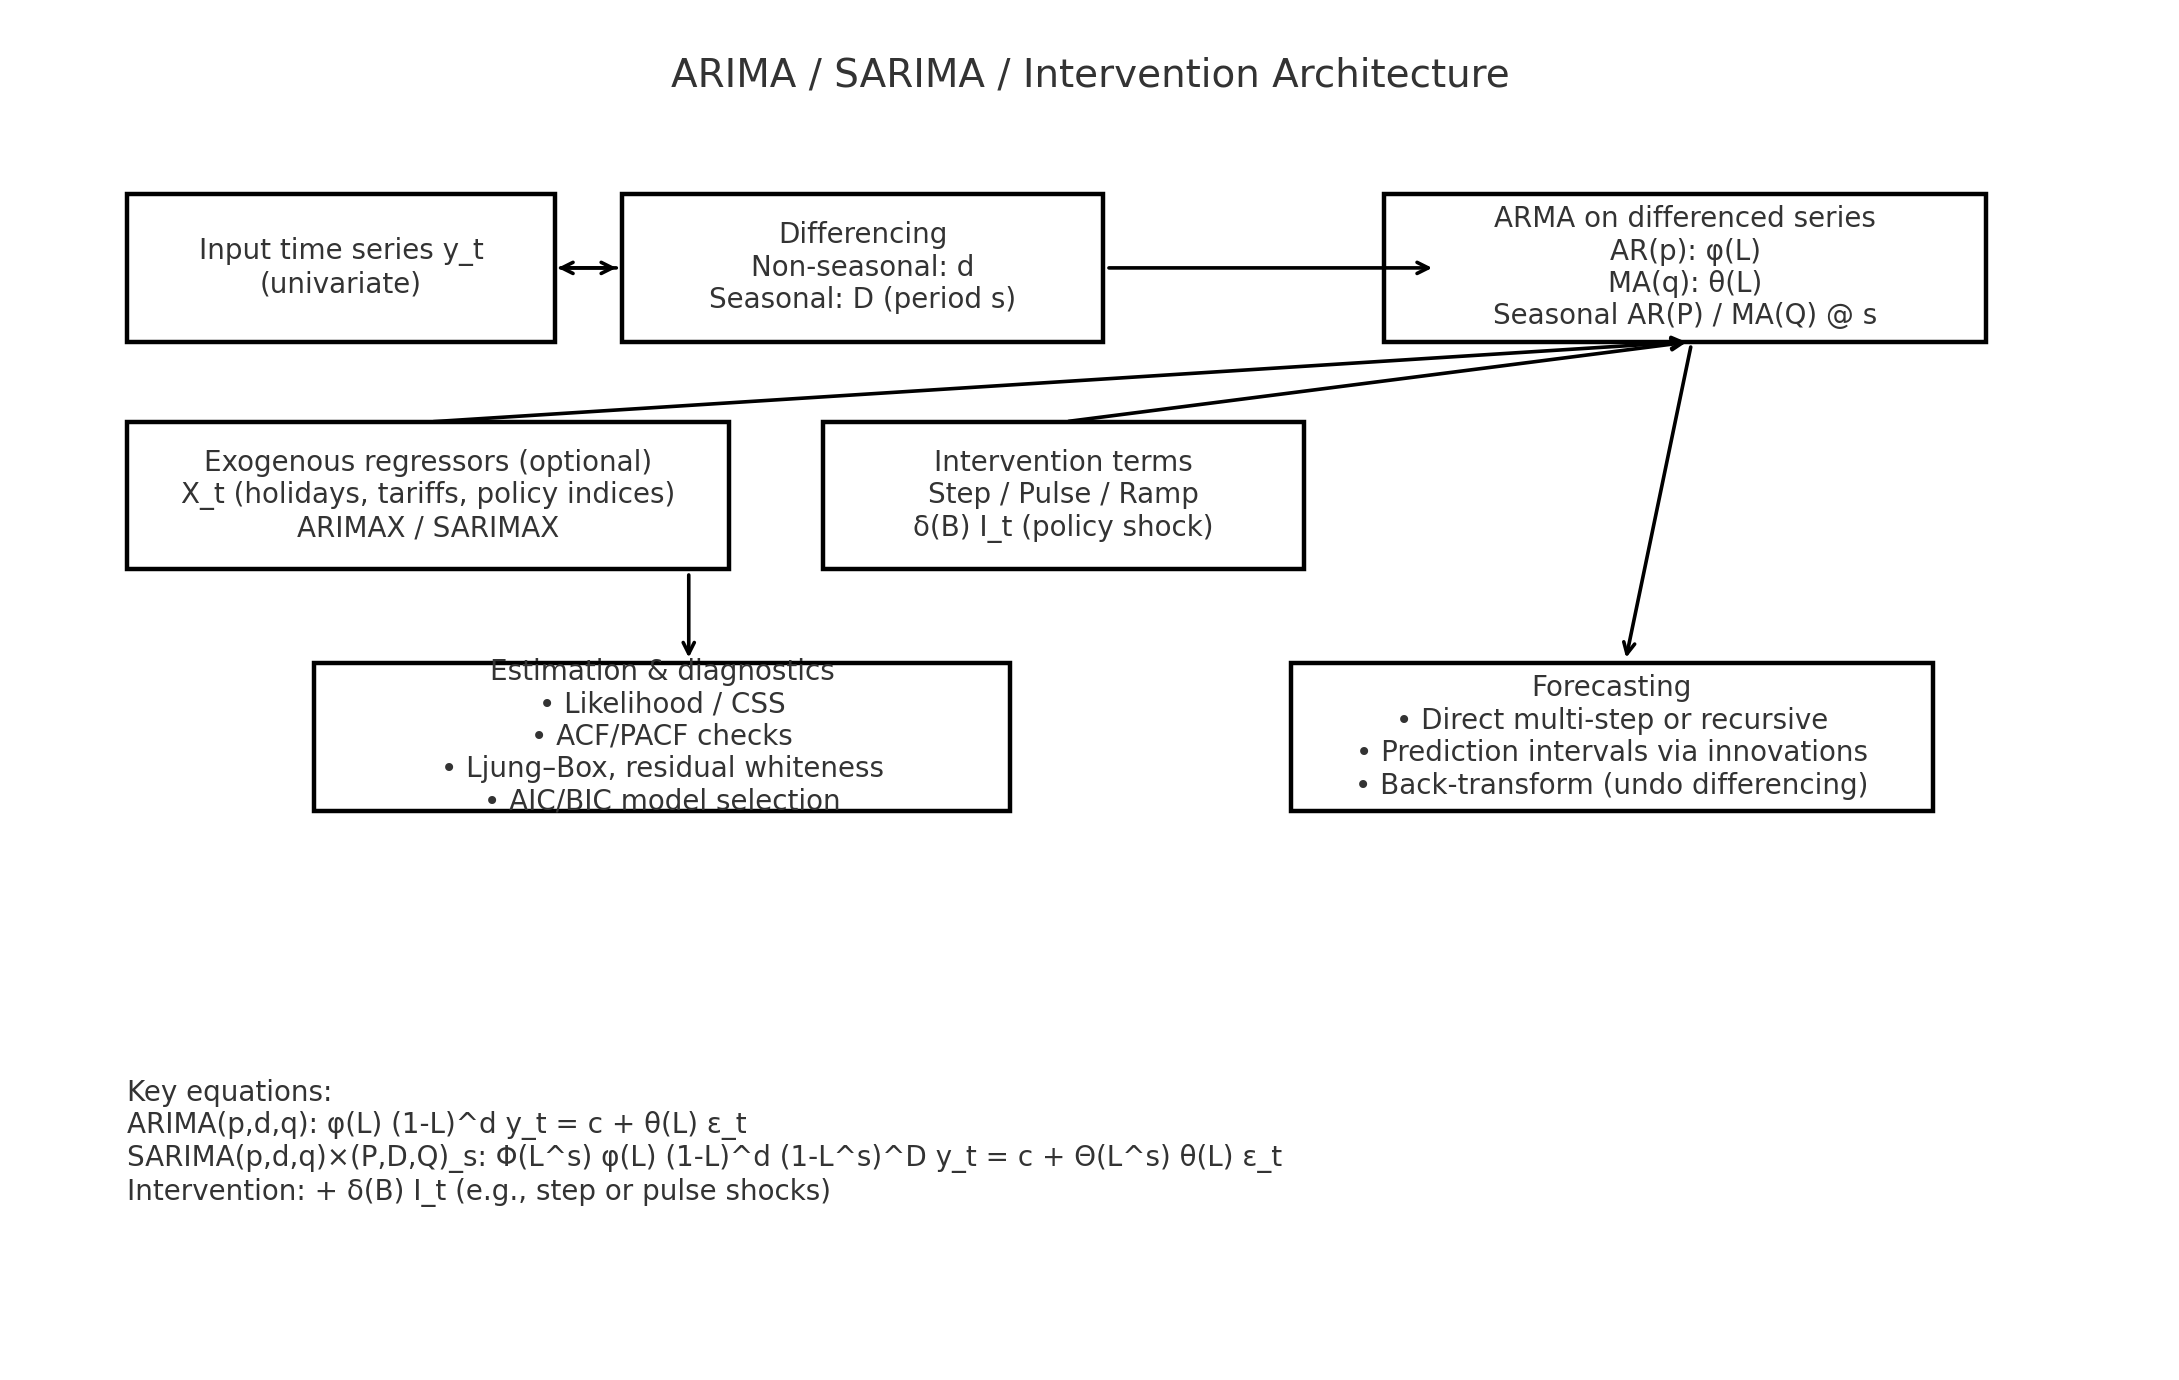 ARIMA / SARIMA / Intervention Architecture
Input time series y_t
(univariate)
Differencing
Non-seasonal: d
Seasonal: D (period s)
ARMA on differenced series
AR(p): φ(L)
MA(q): θ(L)
Seasonal AR(P) / MA(Q) @ s
Exogenous regressors (optional)
X_t (holidays, tariffs, policy indices)
ARIMAX / SARIMAX
Intervention terms
Step / Pulse / Ramp
δ(B) I_t (policy shock)
Estimation & diagnostics
• Likelihood / CSS
• ACF/PACF checks
• Ljung–Box, residual whiteness
• AIC/BIC model selection
Forecasting
• Direct multi-step or recursive
• Prediction intervals via innovations
• Back-transform (undo differencing)
Key equations:
ARIMA(p,d,q): φ(L) (1-L)^d y_t = c + θ(L) ε_t
SARIMA(p,d,q)×(P,D,Q)_s: Φ(L^s) φ(L) (1-L)^d (1-L^s)^D y_t = c + Θ(L^s) θ(L) ε_t
Intervention: + δ(B) I_t (e.g., step or pulse shocks)